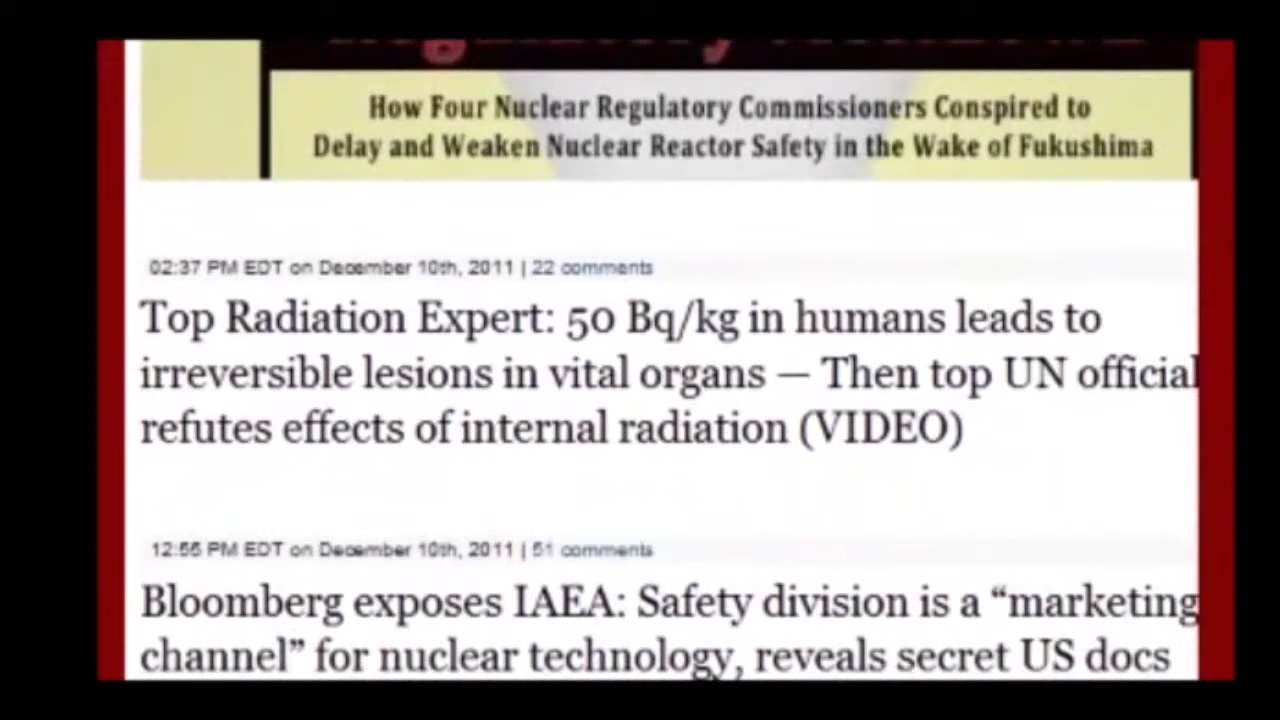 How Four Nuclear Regulatory Commissioners Conspired to
Delay and Weaken Nuclear Reactor Safety in the Wake of Fukushima
02:37 PM EDT on December 10th, 2011 | 22 comments
Top Radiation Expert: 50 Bq/kg in humans leads to
irreversible lesions in vital organs — Then top UN official
refutes effects of internal radiation (VIDEO)
12:55 PM EDT on December 10th, 2011 | 51 comments
Bloomberg exposes IAEA: Safety division is a “marketing
channel” for nuclear technology, reveals secret US docs